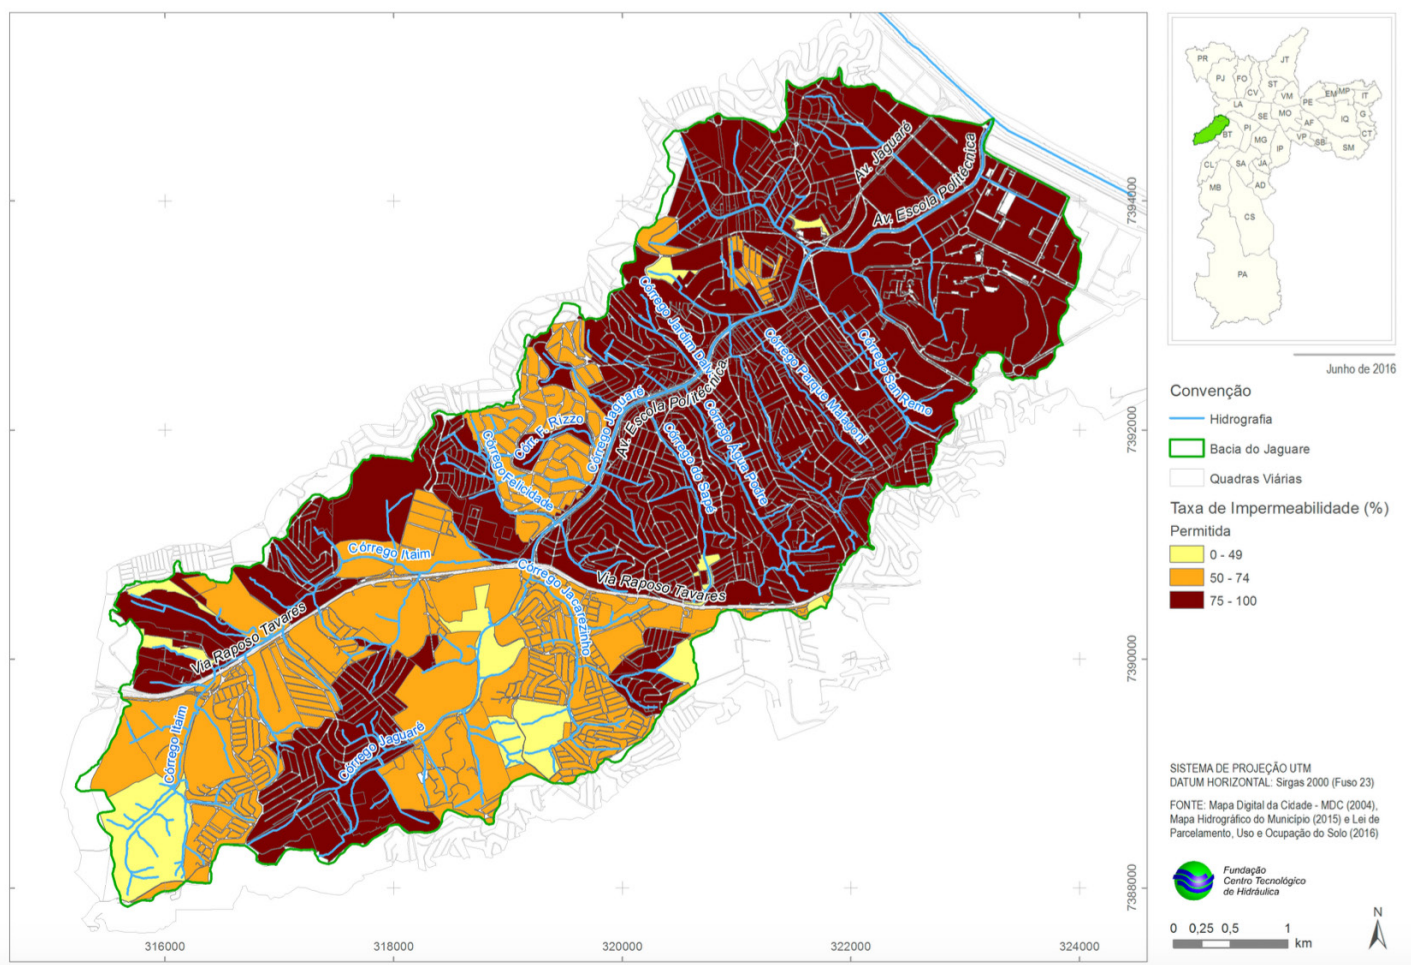 Av. Jaguaré
Av. Escola Politécnica
Córrego Jardim Dalva
Córrego Parque Malagoni
Córrego San Remo
Córrego Jaguaré
Av. Escola Politécnica
Córr. F. Rizzo
Córrego Felicidade
Córrego do Sapé
Córrego Água Podre
Córrego Itaim
Córrego Jacarezinho
Via Raposo Tavares
Via Raposo Tavares
Córrego Itaim
Córrego Jaguaré
7394000
7392000
7390000
7388000
316000
318000
320000
322000
324000
PR
JT
PJ
FO
ST
CV
EM
MP
IT
LA
VM
PE
SE
MO
IQ
G
BT
PI
AF
CT
MG
VP
SB
IP
SM
CL
SA
JA
MB
AD
CS
PA
Junho de 2016
Convenção
Hidrografia
Bacia do Jaguare
Quadras Viárias
Taxa de Impermeabilidade (%)
Permitida
0 - 49
50 - 74
75 - 100
SISTEMA DE PROJEÇÃO UTM
DATUM HORIZONTAL: Sirgas 2000 (Fuso 23)
FONTE: Mapa Digital da Cidade - MDC (2004),
Mapa Hidrográfico do Município (2015) e Lei de
Parcelamento, Uso e Ocupação do Solo (2016)
Fundação
Centro Tecnológico
de Hidráulica
N
0 0,25 0,5 1
km